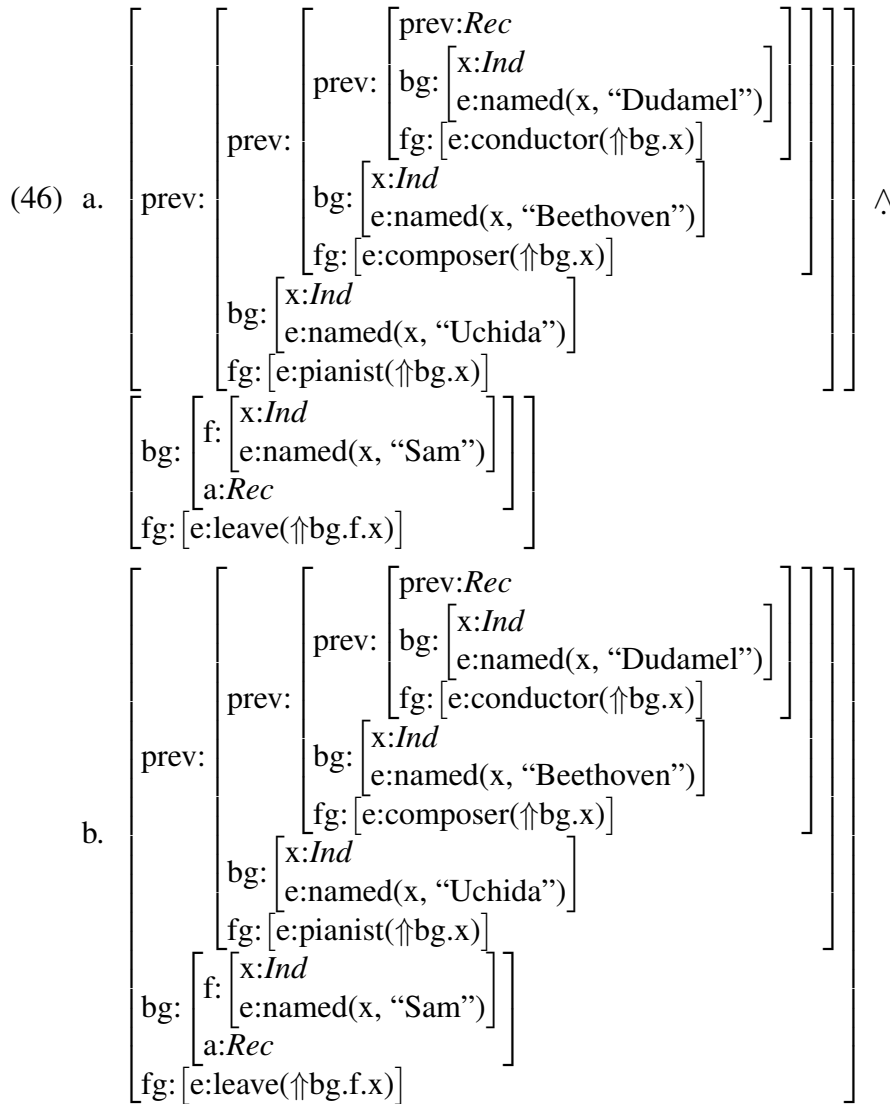 prev:Rec
prev: bg: [x:Ind
e:named(x, “Dudamel”)]
prev: fg: [e:conductor(⇑bg.x)]
(46) a. prev: bg: [x:Ind ⩑
e:named(x, “Beethoven”)]
fg: [e:composer(⇑bg.x)]
bg: [x:Ind
e:named(x, “Uchida”)]
fg: [e:pianist(⇑bg.x)]
bg: [f: [x:Ind
e:named(x, “Sam”)]
a:Rec]
fg: [e:leave(⇑bg.f.x)]
prev:Rec
prev: bg: [x:Ind
e:named(x, “Dudamel”)]
prev: fg: [e:conductor(⇑bg.x)]
prev: bg: [x:Ind
e:named(x, “Beethoven”)]
fg: [e:composer(⇑bg.x)]
b. bg: [x:Ind
e:named(x, “Uchida”)]
fg: [e:pianist(⇑bg.x)]
bg: [f: [x:Ind
e:named(x, “Sam”)]
a:Rec]
fg: [e:leave(⇑bg.f.x)]